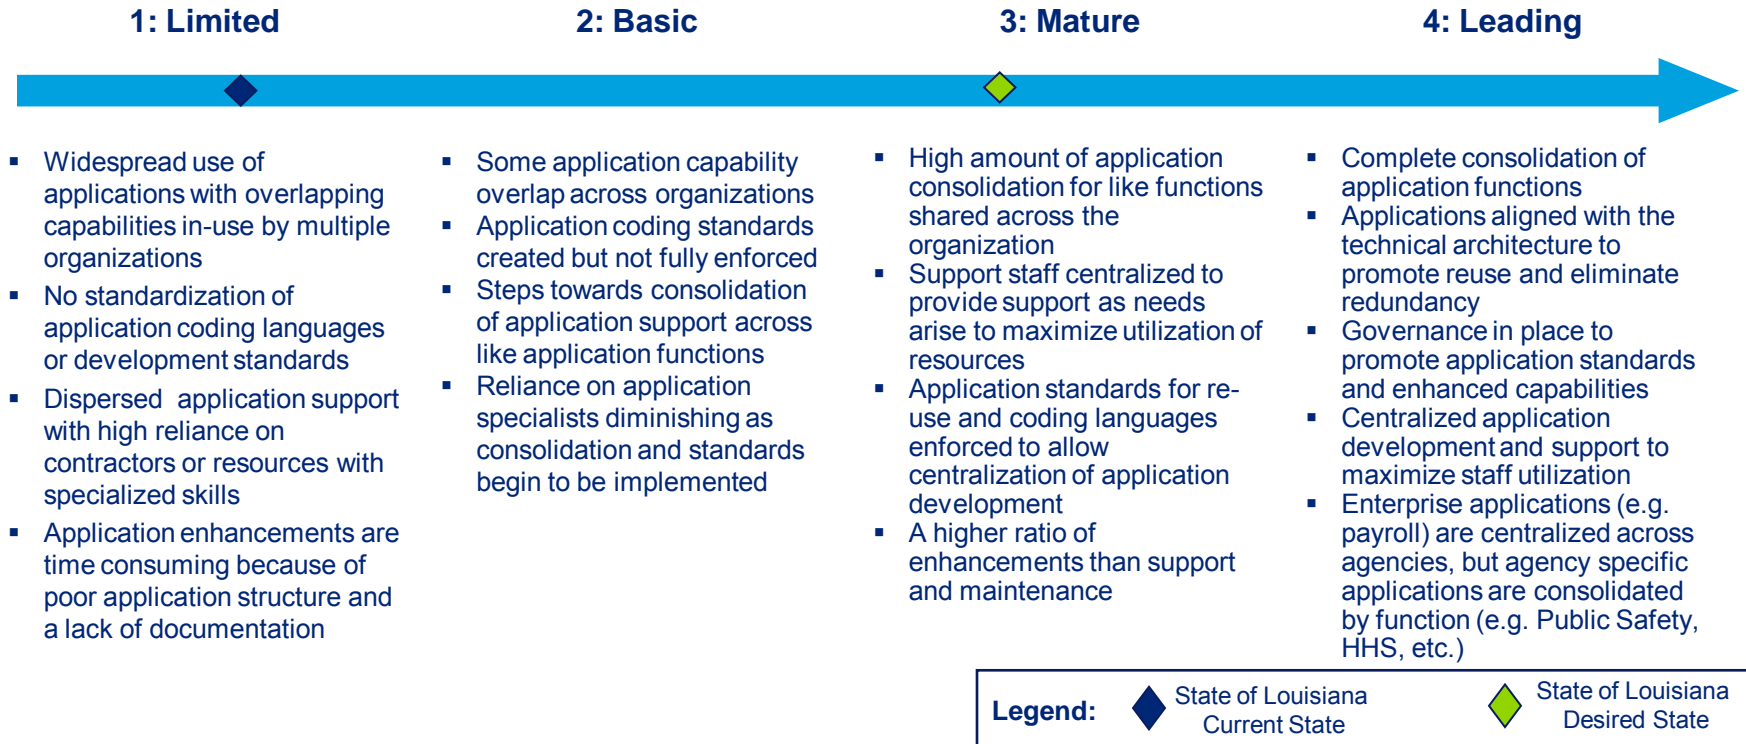 1: Limited
2: Basic
3: Mature
4: Leading
▪ Widespread use of
applications with overlapping
capabilities in-use by multiple
organizations
▪ No standardization of
application coding languages
or development standards
▪ Dispersed application support
with high reliance on
contractors or resources with
specialized skills
▪ Application enhancements are
time consuming because of
poor application structure and
a lack of documentation
▪ Some application capability
overlap across organizations
▪ Application coding standards
created but not fully enforced
▪ Steps towards consolidation
of application support across
like application functions
▪ Reliance on application
specialists diminishing as
consolidation and standards
begin to be implemented
▪ High amount of application
consolidation for like functions
shared across the
organization
▪ Support staff centralized to
provide support as needs
arise to maximize utilization of
resources
▪ Application standards for re-
use and coding languages
enforced to allow
centralization of application
development
▪ A higher ratio of
enhancements than support
and maintenance
▪ Complete consolidation of
application functions
▪ Applications aligned with the
technical architecture to
promote reuse and eliminate
redundancy
▪ Governance in place to
promote application standards
and enhanced capabilities
▪ Centralized application
development and support to
maximize staff utilization
▪ Enterprise applications (e.g.
payroll) are centralized across
agencies, but agency specific
applications are consolidated
by function (e.g. Public Safety,
HHS, etc.)
Legend:
State of Louisiana
Current State
State of Louisiana
Desired State